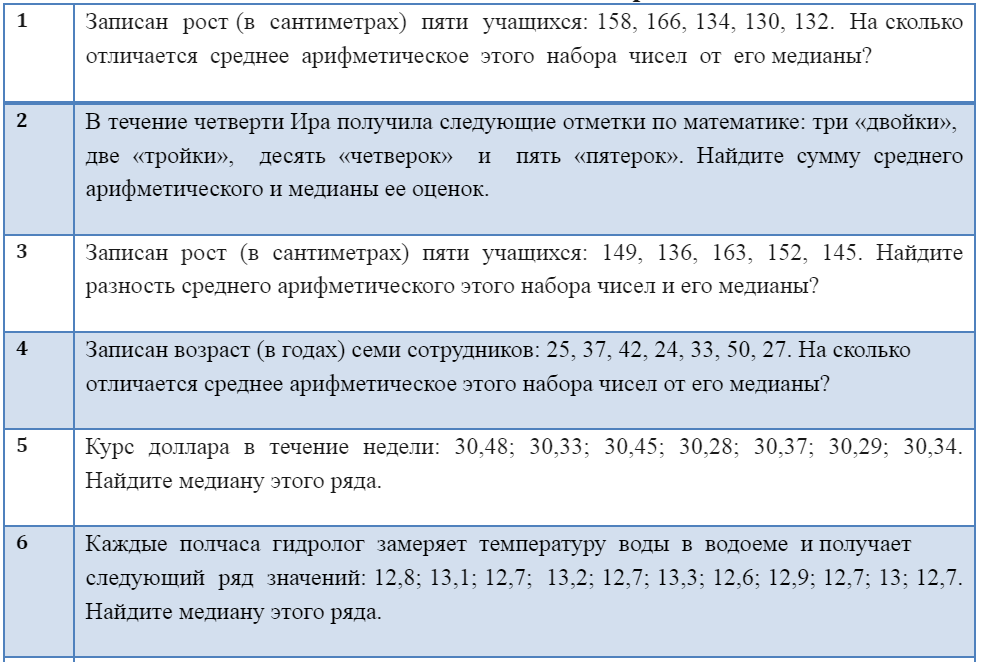 1
Записан рост (в сантиметрах) пяти учащихся: 158, 166, 134, 130, 132. На сколько
отличается среднее арифметическое этого набора чисел от его медианы?
2
В течение четверти Ира получила следующие отметки по математике: три «двойки»,
две «тройки», десять «четверок» и пять «пятерок». Найдите сумму среднего
арифметического и медианы ее оценок.
3
Записан рост (в сантиметрах) пяти учащихся: 149, 136, 163, 152, 145. Найдите
разность среднего арифметического этого набора чисел и его медианы?
4
Записан возраст (в годах) семи сотрудников: 25, 37, 42, 24, 33, 50, 27. На сколько
отличается среднее арифметическое этого набора чисел от его медианы?
5
Курс доллара в течение недели: 30,48; 30,33; 30,45; 30,28; 30,37; 30,29; 30,34.
Найдите медиану этого ряда.
6
Каждые полчаса гидролог замеряет температуру воды в водоеме и получает
следующий ряд значений: 12,8; 13,1; 12,7; 13,2; 12,7; 13,3; 12,6; 12,9; 12,7; 13; 12,7.
Найдите медиану этого ряда.